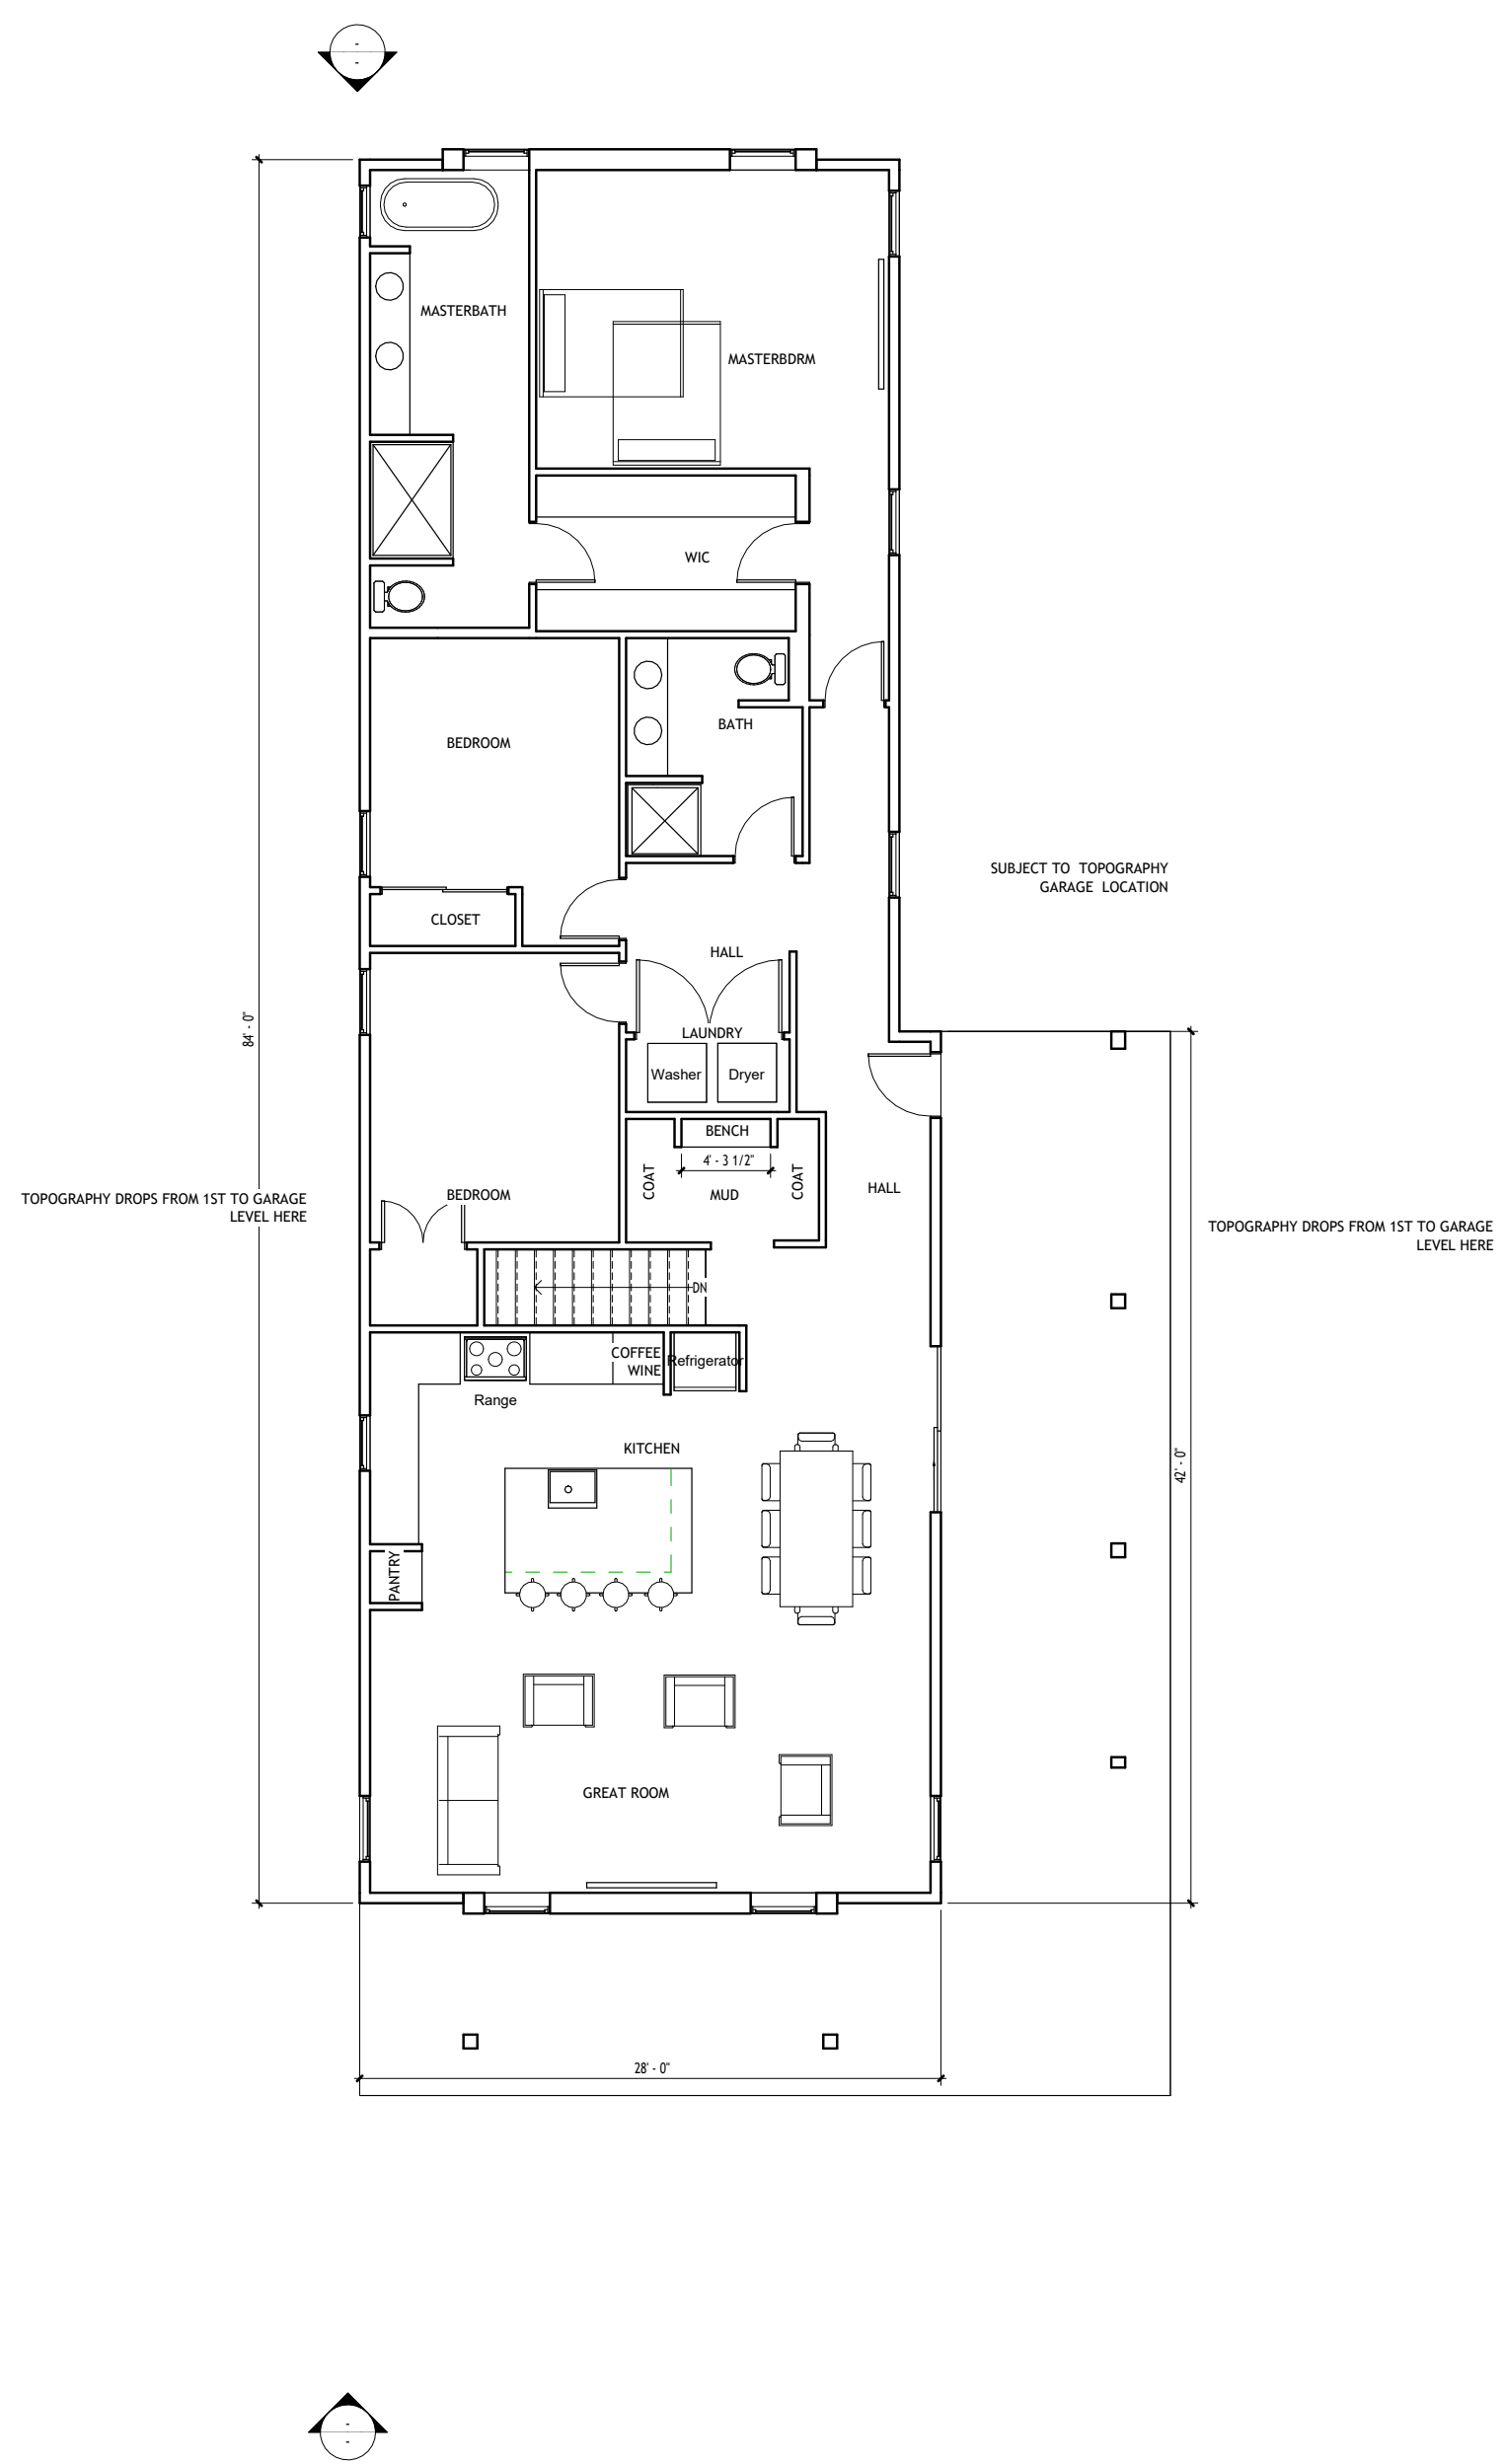 -
-
MASTERBATH
MASTERBDRM
WIC
BATH
BEDROOM
SUBJECT TO TOPOGRAPHY
GARAGE LOCATION
CLOSET
HALL
84' - 0"
LAUNDRY
Washer
Dryer
BENCH
4' - 3 1/2"
COAT
MUD
COAT
HALL
BEDROOM
TOPOGRAPHY DROPS FROM 1ST TO GARAGE
LEVEL HERE
TOPOGRAPHY DROPS FROM 1ST TO GARAGE
LEVEL HERE
DN
COFFEE
WINE
Refrigerator
Range
KITCHEN
42' - 0"
PANTRY
GREAT ROOM
28' - 0"
-
-